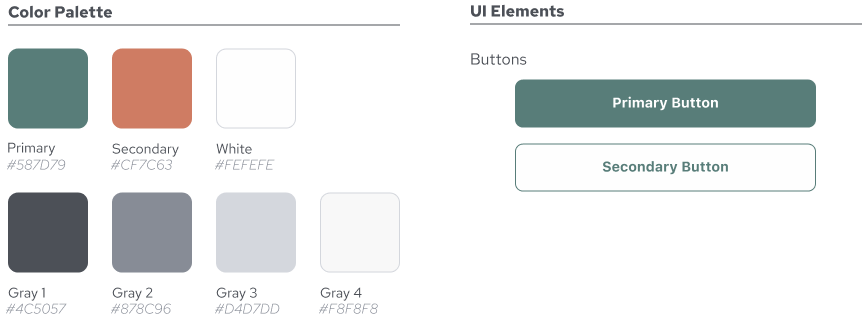 Color Palette
Primary
#587D79
Secondary
#CF7C63
White
#FEFEFE
Gray 1
#4C5057
Gray 2
#878C96
Gray 3
#D4D7DD
Gray 4
#F8F8F8
UI Elements
Buttons
Primary Button
Secondary Button